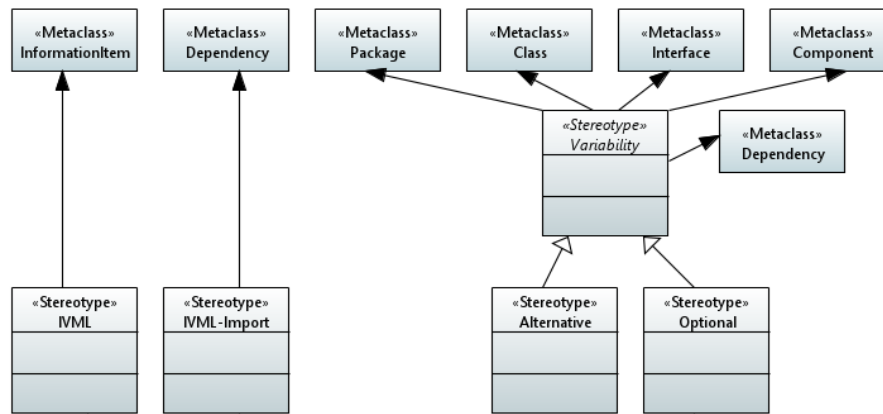 «Metaclass»
InformationItem
«Metaclass»
Dependency
«Metaclass»
Package
«Metaclass»
Class
«Metaclass»
Interface
«Metaclass»
Component
«Stereotype»
Variability
«Metaclass»
Dependency
«Stereotype»
IVML
«Stereotype»
IVML-Import
«Stereotype»
Alternative
«Stereotype»
Optional